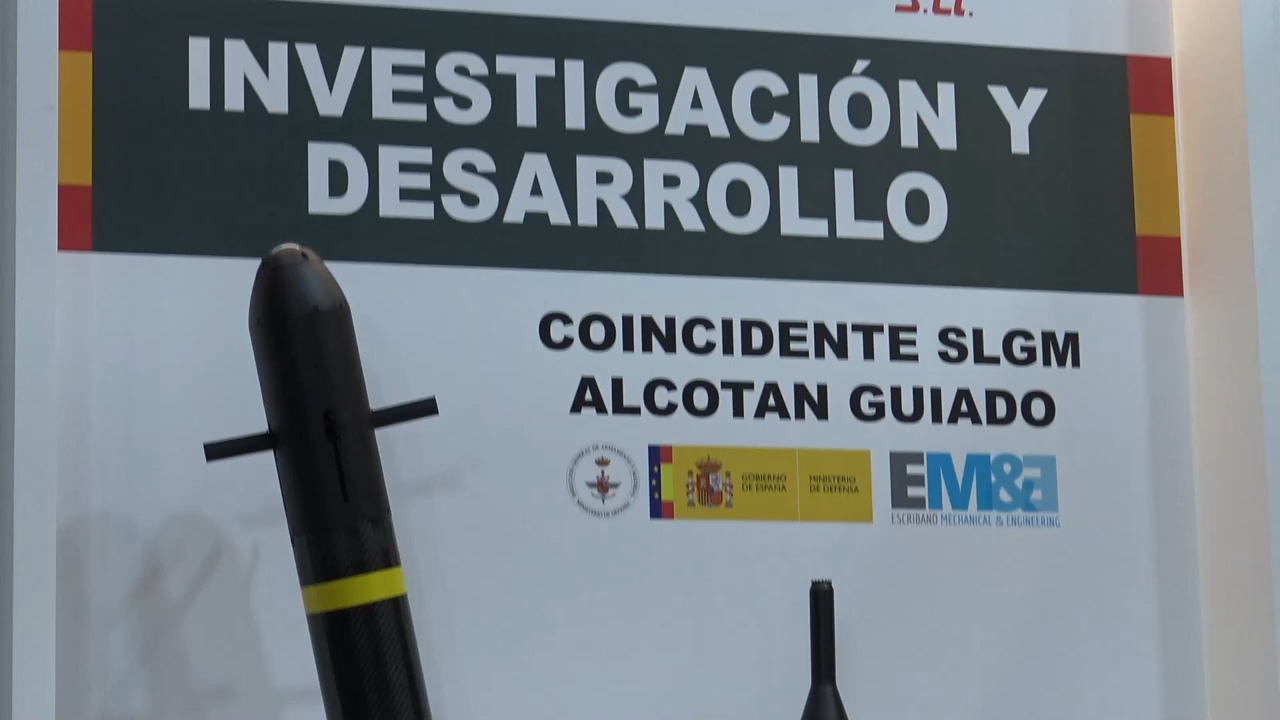 S.a.
INVESTIGACIÓN Y
DESARROLLO
COINCIDENTE SLGM
ALCOTAN GUIADO
GOBIERNO
DE ESPAÑA
MINISTERIO
DE DEFENSA
EM&E
ESCRIBANO MECHANICAL & ENGINEERING